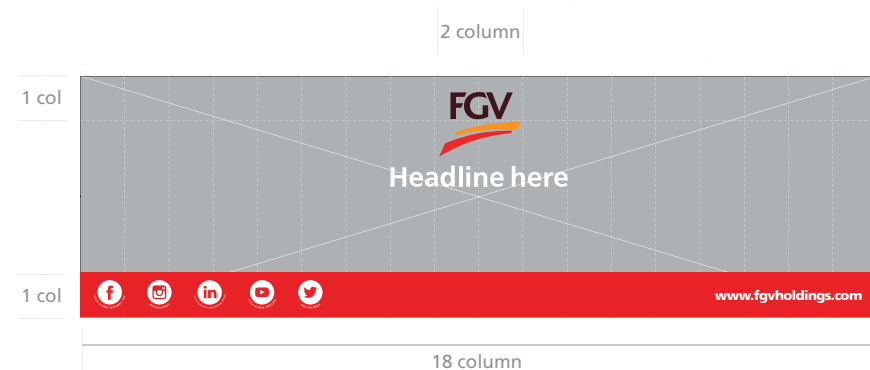 2 column
1 col
FGV
Headline here
1 col
www.fgvholdings.com
18 column